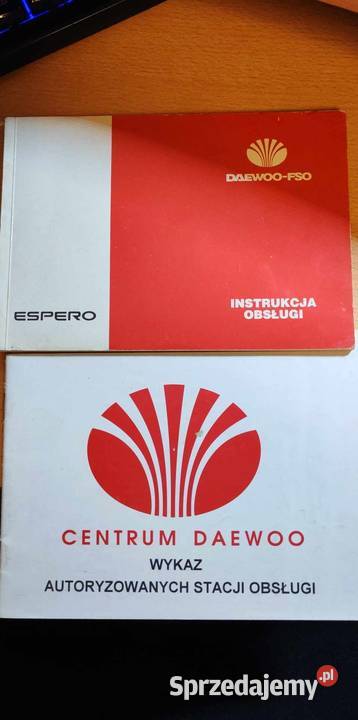 DAEWOO-FSO
INSTRUKCJA
OBSŁUGI
ESPERO
CENTRUM DAEWOO
WYKAZ
AUTORYZOWANYCH STACJI OBSŁUGI
Sprzedajemy.pl